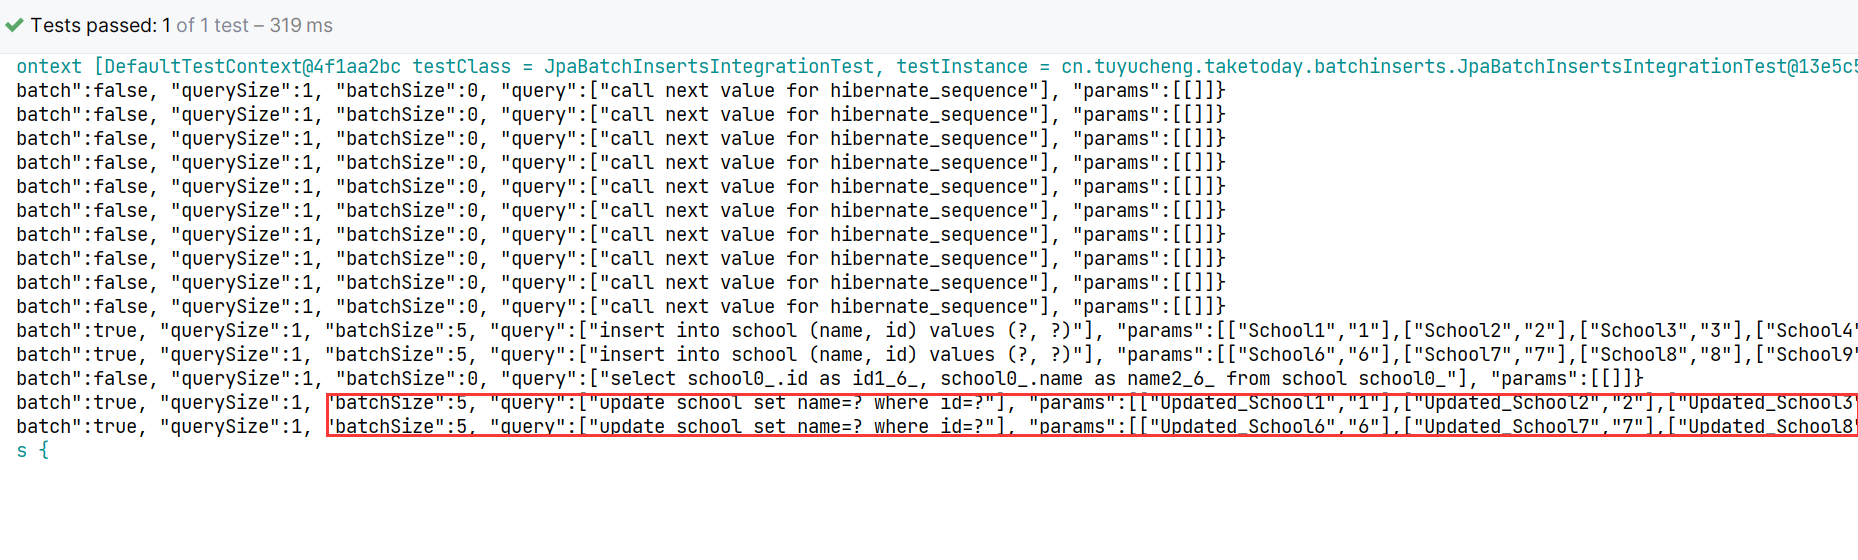 Tests passed: 1 of 1 test – 319 ms
ontext [DefaultTestContext@4f1aa2bc testClass = JpaBatchInsertsIntegrationTest, testInstance = cn.tuyucheng.taketoday.batchinserts.JpaBatchInsertsIntegrationTest@13e5c5
batch":false, "querySize":1, "batchSize":0, "query":["call next value for hibernate_sequence"], "params":[[]]}
batch":false, "querySize":1, "batchSize":0, "query":["call next value for hibernate_sequence"], "params":[[]]}
batch":false, "querySize":1, "batchSize":0, "query":["call next value for hibernate_sequence"], "params":[[]]}
batch":false, "querySize":1, "batchSize":0, "query":["call next value for hibernate_sequence"], "params":[[]]}
batch":false, "querySize":1, "batchSize":0, "query":["call next value for hibernate_sequence"], "params":[[]]}
batch":false, "querySize":1, "batchSize":0, "query":["call next value for hibernate_sequence"], "params":[[]]}
batch":false, "querySize":1, "batchSize":0, "query":["call next value for hibernate_sequence"], "params":[[]]}
batch":false, "querySize":1, "batchSize":0, "query":["call next value for hibernate_sequence"], "params":[[]]}
batch":false, "querySize":1, "batchSize":0, "query":["call next value for hibernate_sequence"], "params":[[]]}
batch":false, "querySize":1, "batchSize":0, "query":["call next value for hibernate_sequence"], "params":[[]]}
batch":true, "querySize":1, "batchSize":5, "query":["insert into school (name, id) values (?, ?)"], "params":[["School1","1"],["School2","2"],["School3","3"],["School4"
batch":true, "querySize":1, "batchSize":5, "query":["insert into school (name, id) values (?, ?)"], "params":[["School6","6"],["School7","7"],["School8","8"],["School9"
batch":false, "querySize":1, "batchSize":0, "query":["select school0_.id as id1_6_, school0_.name as name2_6_ from school school0_"], "params":[[]]}
batch":true, "querySize":1, "batchSize":5, "query":["update school set name=? where id=?"], "params":[["Updated_School1","1"],["Updated_School2","2"],["Updated_School3"
batch":true, "querySize":1, "batchSize":5, "query":["update school set name=? where id=?"], "params":[["Updated_School6","6"],["Updated_School7","7"],["Updated_School8"
s {